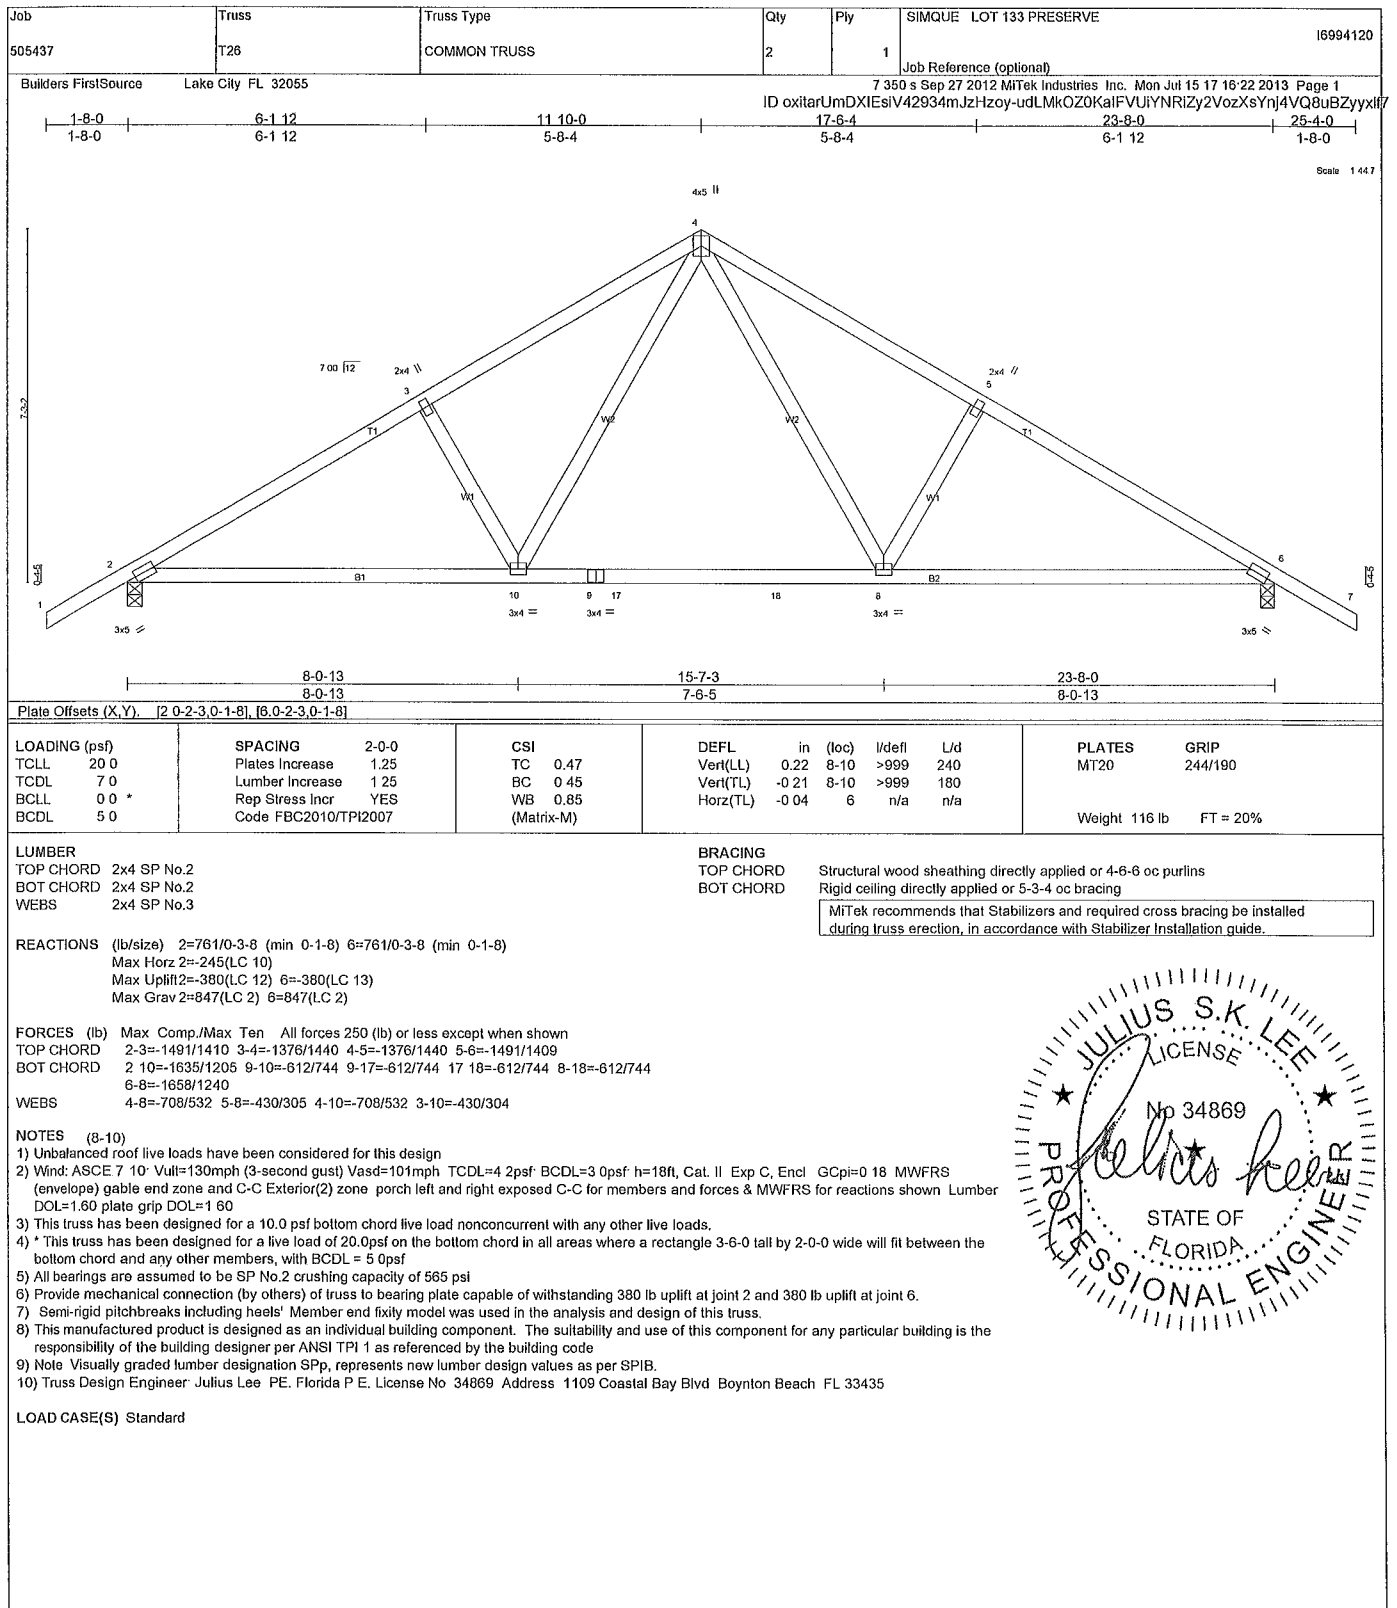 Job Truss Truss Type Qty Ply SIMQUE LOT 133 PRESERVE
I6994120
505437 T26 COMMON TRUSS 2 1
Job Reference (optional)
Builders FirstSource Lake City FL 32055 7 350 s Sep 27 2012 MiTek Industries Inc. Mon Jul 15 17 16:22 2013 Page 1
1-8-0 6-1 12 11 10-0 17-6-4 23-8-0 25-4-0
1-8-0 6-1 12 5-8-4 5-8-4 6-1 12 1-8-0
Scale 1 44.7
4x5 ||
4
7 00 12
2x4 \\
3
2x4 //
5
7-3-2
T1
W2
W2
T1
W1
W1
2
6
0-4-5
0-4-5
1
B1
B2
7
10 9 17 18 8
3x4 = 3x4 = 3x4 =
3x5 =
3x5 =
8-0-13 15-7-3 23-8-0
8-0-13 7-6-5 8-0-13
Plate Offsets (X,Y). [2 0-2-3,0-1-8], [6.0-2-3,0-1-8]
LOADING (psf)
TCLL 20 0
TCDL 7 0
BCLL 0 0 *
BCDL 5 0
SPACING 2-0-0
Plates Increase 1.25
Lumber Increase 1 25
Rep Stress Incr YES
Code FBC2010/TPI2007
CSI
TC 0.47
BC 0 45
WB 0.85
(Matrix-M)
DEFL in (loc) l/defl L/d
Vert(LL) 0.22 8-10 >999 240
Vert(TL) -0 21 8-10 >999 180
Horz(TL) -0 04 6 n/a n/a
PLATES GRIP
MT20 244/190
Weight 116 lb FT = 20%
LUMBER
TOP CHORD 2x4 SP No.2
BOT CHORD 2x4 SP No.2
WEBS 2x4 SP No.3
BRACING
TOP CHORD Structural wood sheathing directly applied or 4-6-6 oc purlins
BOT CHORD Rigid ceiling directly applied or 5-3-4 oc bracing
MiTek recommends that Stabilizers and required cross bracing be installed
during truss erection, in accordance with Stabilizer Installation guide.
REACTIONS (lb/size) 2=761/0-3-8 (min 0-1-8) 6=761/0-3-8 (min 0-1-8)
Max Horz 2=-245(LC 10)
Max Uplift2=-380(LC 12) 6=-380(LC 13)
Max Grav 2=847(LC 2) 6=847(LC 2)
FORCES (lb) Max Comp./Max Ten All forces 250 (lb) or less except when shown
TOP CHORD 2-3=-1491/1410 3-4=-1376/1440 4-5=-1376/1440 5-6=-1491/1409
BOT CHORD 2 10=-1635/1205 9-10=-612/744 9-17=-612/744 17 18=-612/744 8-18=-612/744
6-8=-1658/1240
WEBS 4-8=-708/532 5-8=-430/305 4-10=-708/532 3-10=-430/304
NOTES (8-10)
1) Unbalanced roof live loads have been considered for this design
2) Wind: ASCE 7 10· Vult=130mph (3-second gust) Vasd=101mph TCDL=4 2psf· BCDL=3 0psf· h=18ft, Cat. II Exp C, Encl GCpi=0 18 MWFRS
(envelope) gable end zone and C-C Exterior(2) zone porch left and right exposed C-C for members and forces & MWFRS for reactions shown Lumber
DOL=1.60 plate grip DOL=1 60
3) This truss has been designed for a 10.0 psf bottom chord live load nonconcurrent with any other live loads.
4) * This truss has been designed for a live load of 20.0psf on the bottom chord in all areas where a rectangle 3-6-0 tall by 2-0-0 wide will fit between the
bottom chord and any other members, with BCDL = 5 0psf
5) All bearings are assumed to be SP No.2 crushing capacity of 565 psi
6) Provide mechanical connection (by others) of truss to bearing plate capable of withstanding 380 lb uplift at joint 2 and 380 lb uplift at joint 6.
7) Semi-rigid pitchbreaks including heels' Member end fixity model was used in the analysis and design of this truss.
8) This manufactured product is designed as an individual building component. The suitability and use of this component for any particular building is the
responsibility of the building designer per ANSI TPI 1 as referenced by the building code
9) Note Visually graded lumber designation SPp, represents new lumber design values as per SPIB.
10) Truss Design Engineer· Julius Lee PE. Florida P E. License No 34869 Address 1109 Coastal Bay Blvd Boynton Beach FL 33435
LOAD CASE(S) Standard
JULIUS S.K. LEE
LICENSE
No 34869
Julius Lee
STATE OF
FLORIDA
PROFESSIONAL ENGINEER